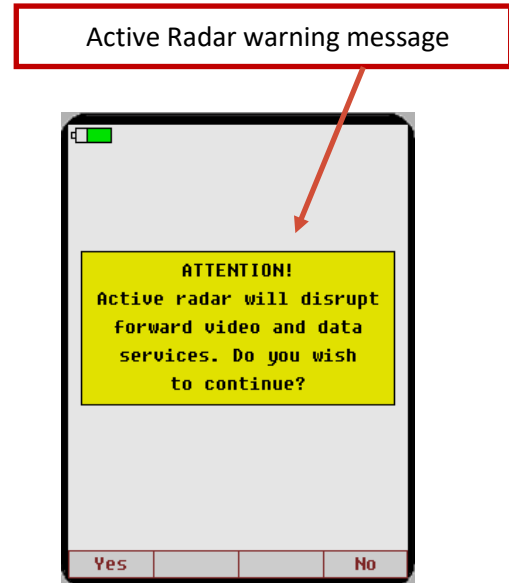 Active Radar warning message
ATTENTION!
Active radar will disrupt
forward video and data
services. Do you wish
to continue?
Yes No